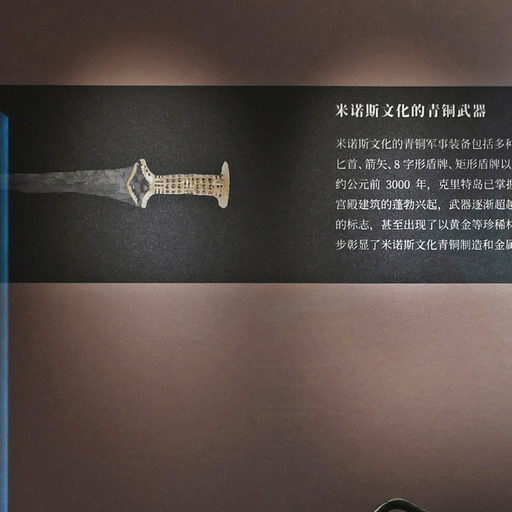 米诺斯文化的青铜武器
米诺斯文化的青铜军事装备包括多种
匕首、箭矢、8 字形盾牌、矩形盾牌以
约公元前 3000 年，克里特岛已掌握
宫殿建筑的蓬勃兴起，武器逐渐超越
的标志，甚至出现了以黄金等珍稀材
步彰显了米诺斯文化青铜制造和金属